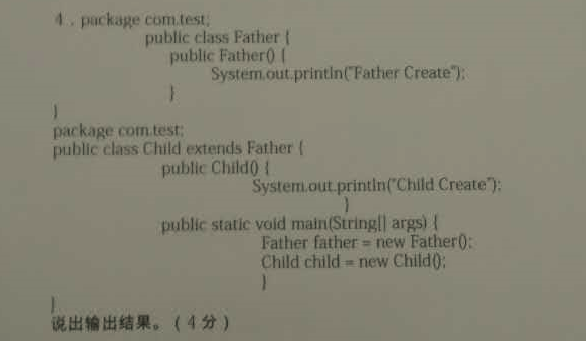 4．package com.test;
public class Father {
public Father() {
System.out.println("Father Create");
}
}
package com.test;
public class Child extends Father {
public Child() {
System.out.println("Child Create");
}
public static void main(String[] args) {
Father father = new Father();
Child child = new Child();
}
}
说出输出结果。（4分）